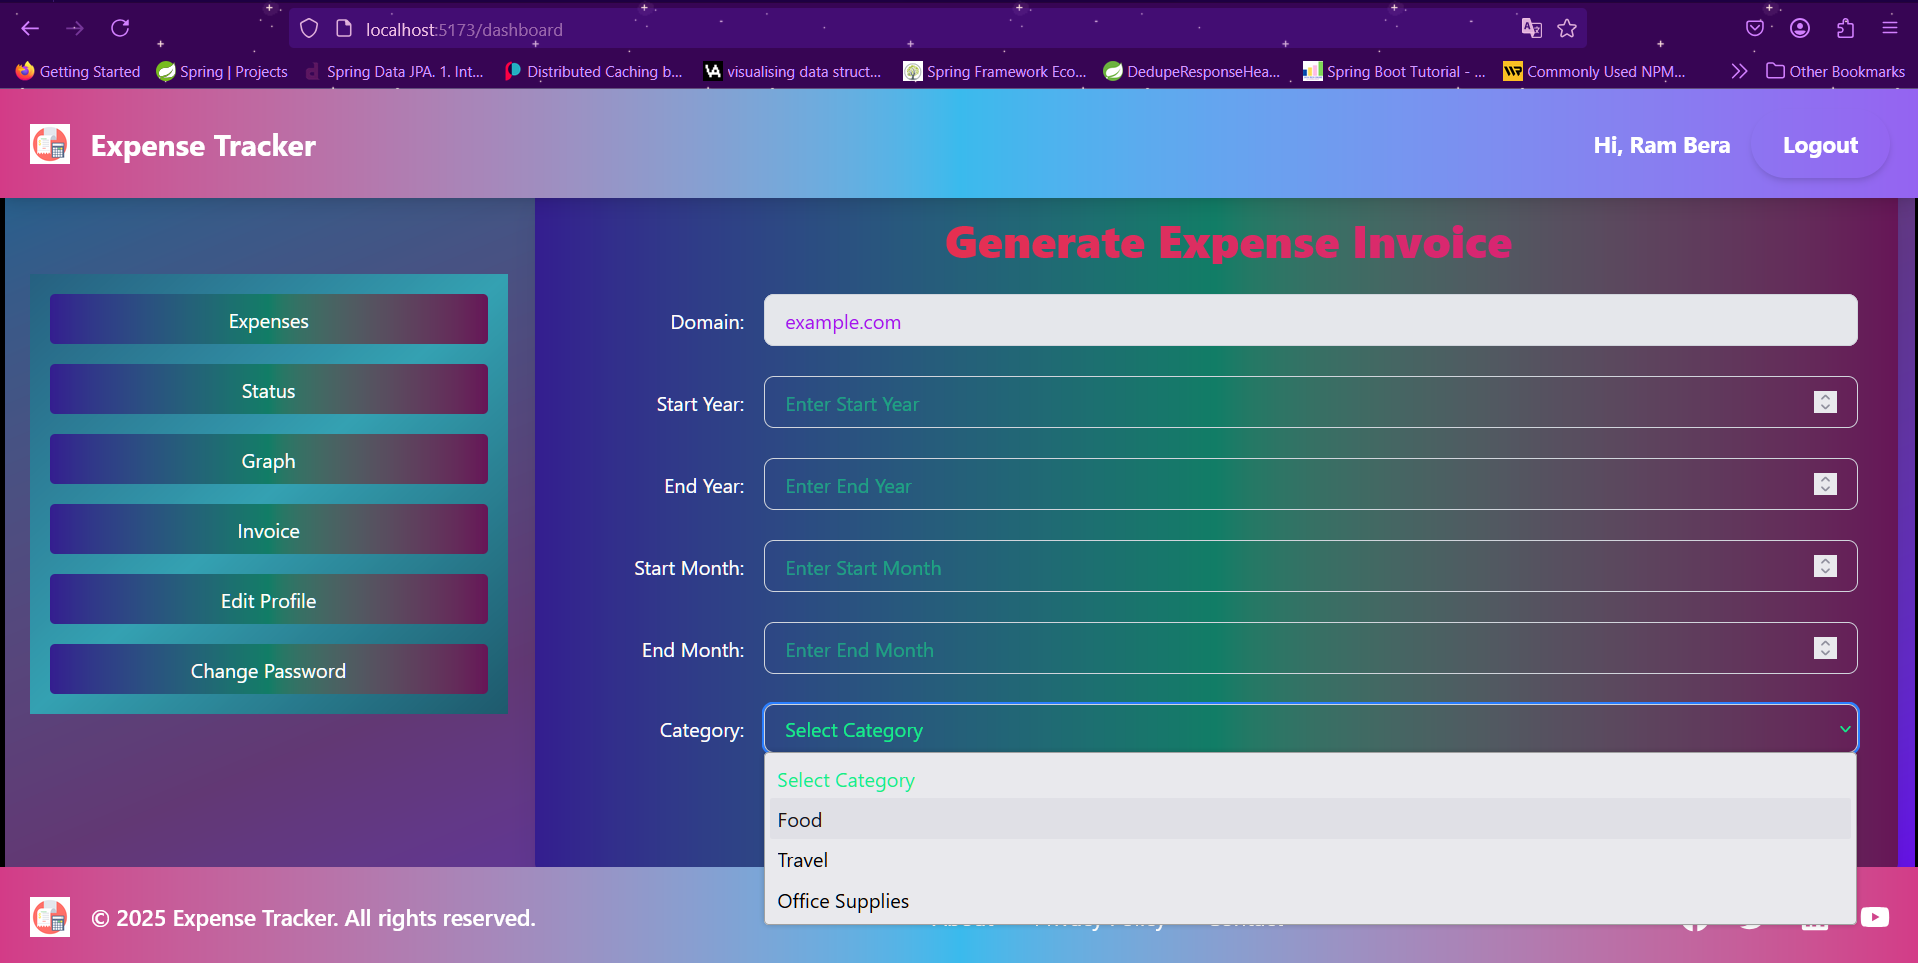 localhost:5173/dashboard
Getting Started
Spring | Projects
Spring Data JPA. 1. Int...
Distributed Caching b...
VA visualising data struct...
Spring Framework Eco...
DedupeResponseHea...
Spring Boot Tutorial - ...
Commonly Used NPM...
Other Bookmarks
Expense Tracker
Hi, Ram Bera
Logout
Expenses
Status
Graph
Invoice
Edit Profile
Change Password
Generate Expense Invoice
Domain: example.com
Start Year: Enter Start Year
End Year: Enter End Year
Start Month: Enter Start Month
End Month: Enter End Month
Category: Select Category
Select Category
Food
Travel
Office Supplies
© 2025 Expense Tracker. All rights reserved.